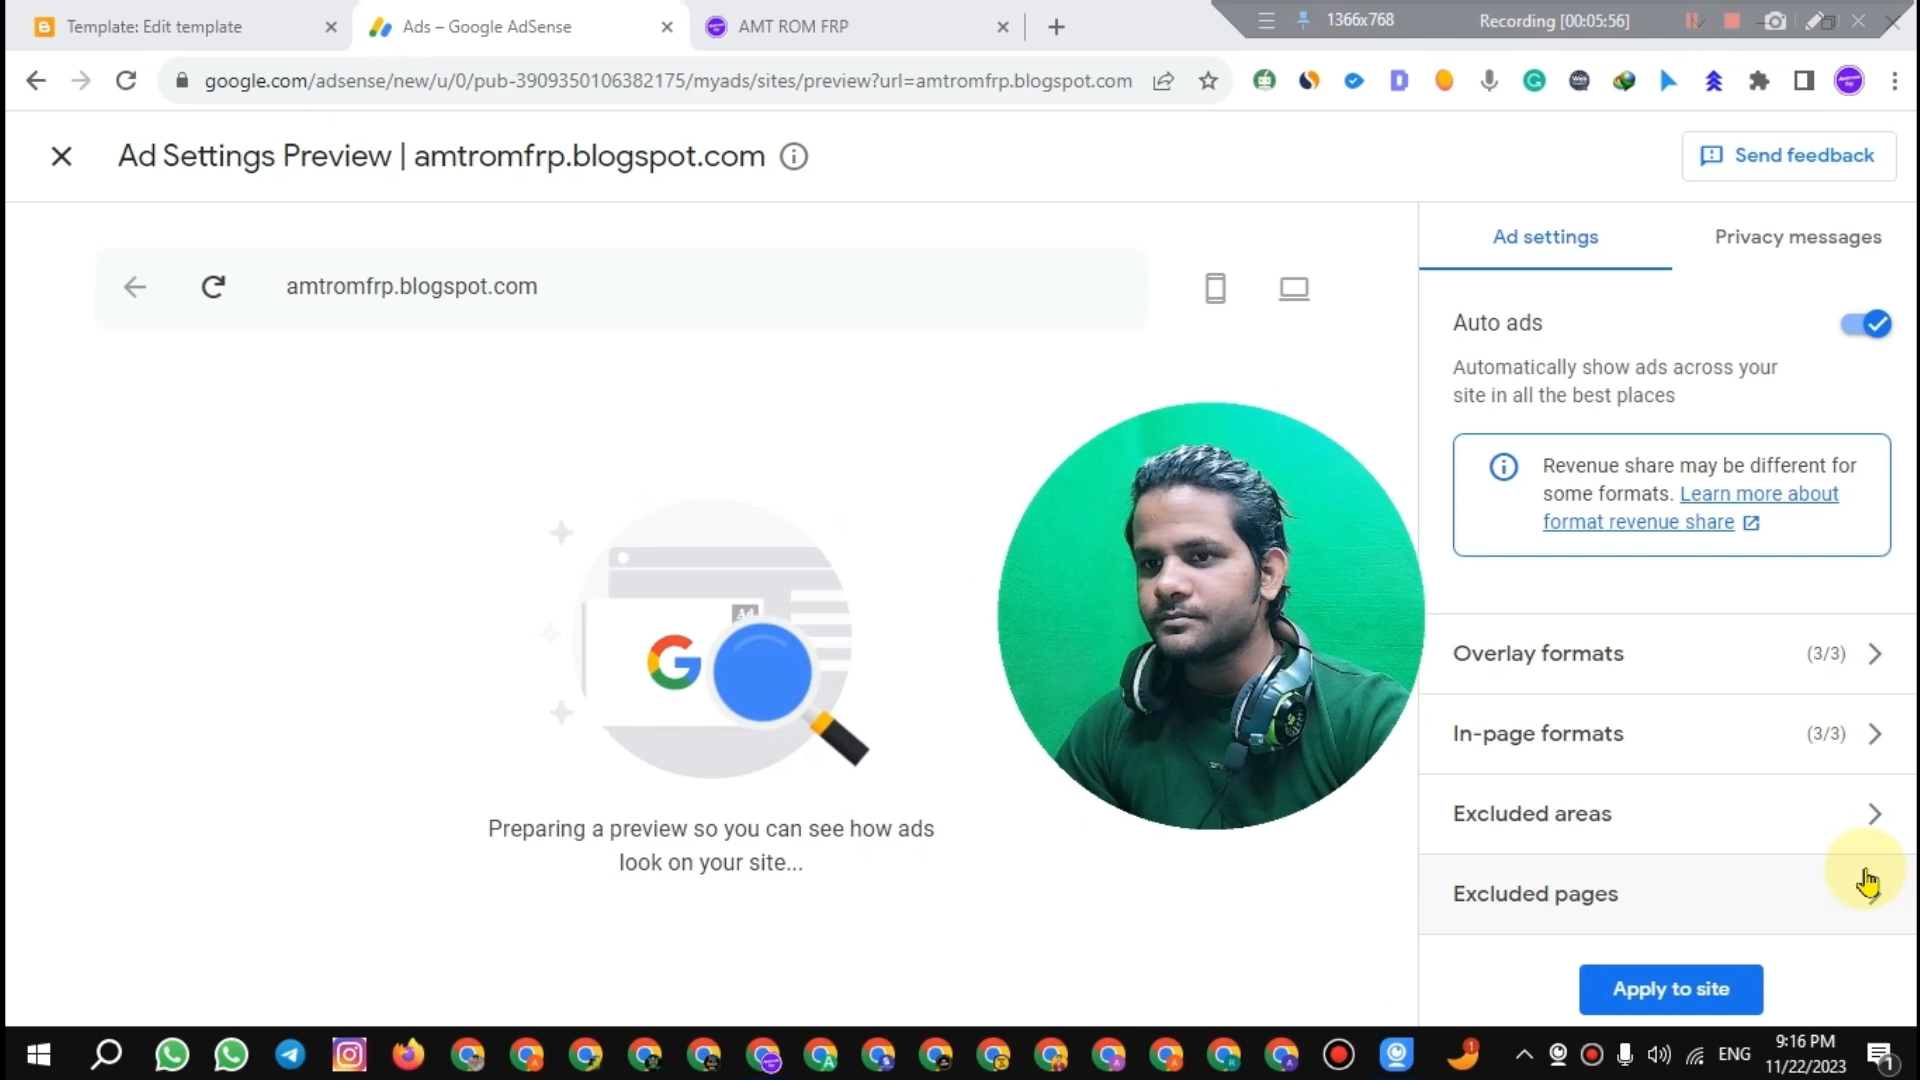 Template: Edit template
Ads – Google AdSense
AMT ROM FRP
1366x768
Recording [00:05:56]
google.com/adsense/new/u/0/pub-3909350106382175/myads/sites/preview?url=amtromfrp.blogspot.com
Ad Settings Preview | amtromfrp.blogspot.com
Send feedback
amtromfrp.blogspot.com
Ad settings
Privacy messages
Auto ads
Automatically show ads across your
site in all the best places
Revenue share may be different for
some formats. Learn more about
format revenue share
Ad
G
Preparing a preview so you can see how ads
look on your site...
Overlay formats
(3/3)
In-page formats
(3/3)
Excluded areas
Excluded pages
Apply to site
ENG
9:16 PM
11/22/2023
1